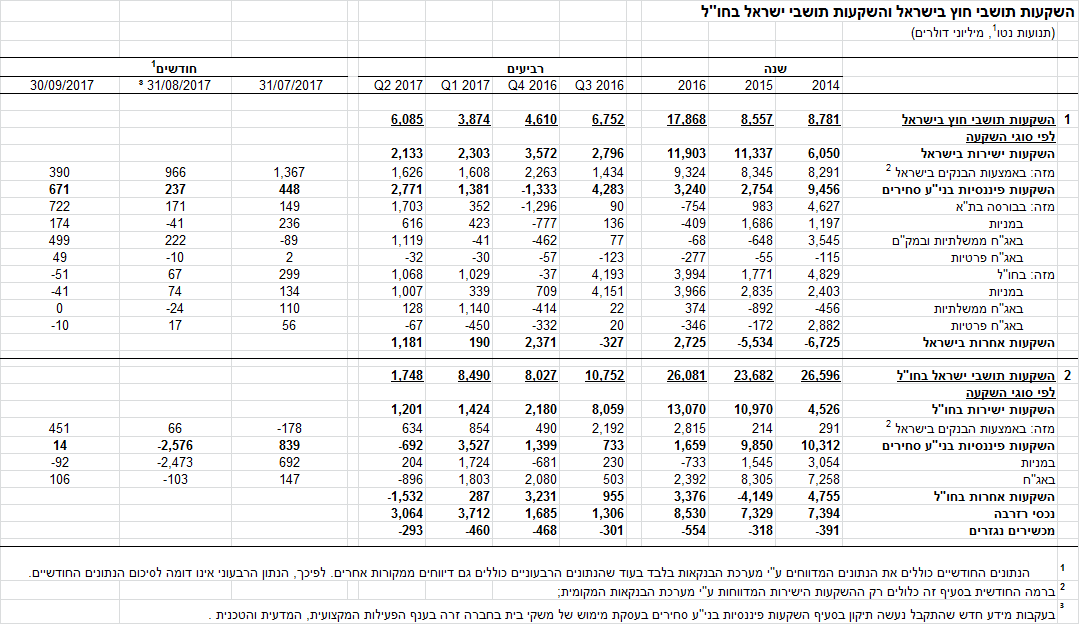 השקעות תושבי חוץ בישראל והשקעות תושבי ישראל בחו"ל
(תנועות נטו1, מיליוני דולרים)
שנה רביעים חודשים1
2014 2015 2016 Q3 2016 Q4 2016 Q1 2017 Q2 2017 31/07/2017 31/08/2017 3 30/09/2017
1 השקעות תושבי חוץ בישראל 8,781 8,557 17,868 6,752 4,610 3,874 6,085
לפי סוגי השקעה
השקעות ישירות בישראל 6,050 11,337 11,903 2,796 3,572 2,303 2,133
מזה: באמצעות הבנקים בישראל 2 8,291 8,345 9,324 1,434 2,263 1,608 1,626 1,367 966 390
השקעות פיננסיות בני"ע סחירים 9,456 2,754 3,240 4,283 -1,333 1,381 2,771 448 237 671
מזה: בבורסה בת"א 4,627 983 -754 90 -1,296 352 1,703 149 171 722
במניות 1,197 1,686 -409 136 -777 423 616 236 -41 174
באג"ח ממשלתיות ובמק"ם 3,545 -648 -68 77 -462 -41 1,119 -89 222 499
באג"ח פרטיות -115 -55 -277 -123 -57 -30 -32 2 -10 49
מזה: בחו"ל 4,829 1,771 3,994 4,193 -37 1,029 1,068 299 67 -51
במניות 2,403 2,835 3,966 4,151 709 339 1,007 134 74 -41
באג"ח ממשלתיות -456 -892 374 22 -414 1,140 128 110 -24 0
באג"ח פרטיות 2,882 -172 -346 20 -332 -450 -67 56 17 -10
השקעות אחרות בישראל -6,725 -5,534 2,725 -327 2,371 190 1,181
2 השקעות תושבי ישראל בחו"ל 26,596 23,682 26,081 10,752 8,027 8,490 1,748
לפי סוגי השקעה
השקעות ישירות בחו"ל 4,526 10,970 13,070 8,059 2,180 1,424 1,201
מזה: באמצעות הבנקים בישראל 2 291 214 2,815 2,192 490 854 634 -178 66 451
השקעות פיננסיות בני"ע סחירים 10,312 9,850 1,659 733 1,399 3,527 -692 839 -2,576 14
במניות 3,054 1,545 -733 230 -681 1,724 204 692 -2,473 -92
באג"ח 7,258 8,305 2,392 503 2,080 1,803 -896 147 -103 106
השקעות אחרות בחו"ל 4,755 -4,149 3,376 955 3,231 287 -1,532
נכסי רזרבה 7,394 7,329 8,530 1,306 1,685 3,712 3,064
מכשירים נגזרים -391 -318 -554 -301 -468 -460 -293
1 הנתונים החודשיים כוללים את הנתונים המדווחים ע"י מערכת הבנקאות בלבד בעוד שהנתונים הרבעוניים כוללים גם דיווחים ממקורות אחרים. לפיכך, הנתון הרבעוני אינו דומה לסיכום הנתונים החודשיים.
2 ברמה החודשית בסעיף זה כלולים רק ההשקעות הישירות המדווחות ע"י מערכת הבנקאות המקומית;
3 בעקבות מידע חדש שהתקבל נעשה תיקון בסעיף השקעות פיננסיות בני"ע סחירים בעסקת מימוש של משקי בית בחברה זרה בענף הפעילות המקצועית, המדעית והטכנית .